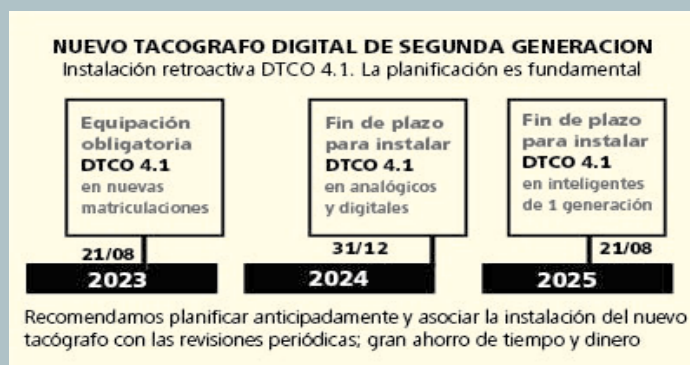 NUEVO TACOGRAFO DIGITAL DE SEGUNDA GENERACION
Instalación retroactiva DTCO 4.1. La planificación es fundamental
Equipación
obligatoria
DTCO 4.1
en nuevas
matriculaciones
21/08
2023
Fin de plazo
para instalar
DTCO 4.1
en analógicos
y digitales
31/12
2024
Fin de plazo
para instalar
DTCO 4.1
en inteligentes
de 1 generación
21/08
2025
Recomendamos planificar anticipadamente y asociar la instalación del nuevo
tacógrafo con las revisiones periódicas; gran ahorro de tiempo y dinero